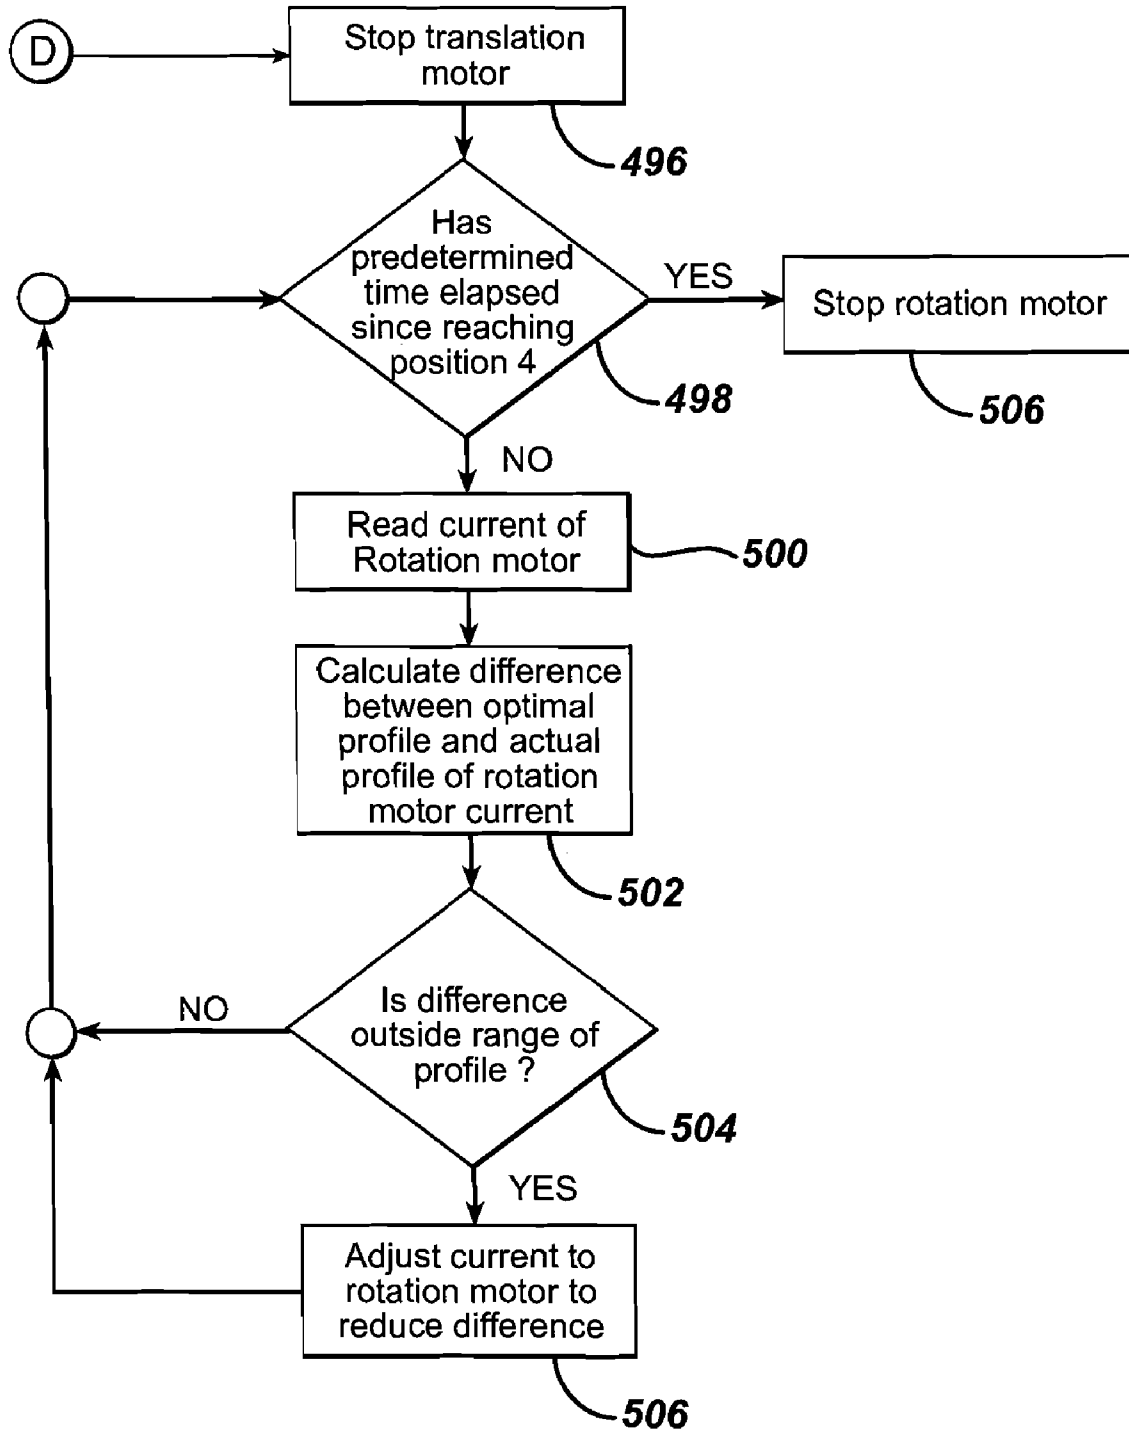 D
Stop translation
motor
496
Has
predetermined
time elapsed
since reaching
position 4
YES
Stop rotation motor
498
506
NO
Read current of
Rotation motor
500
Calculate difference
between optimal
profile and actual
profile of rotation
motor current
502
Is difference
outside range of
profile ?
NO
504
YES
Adjust current to
rotation motor to
reduce difference
506